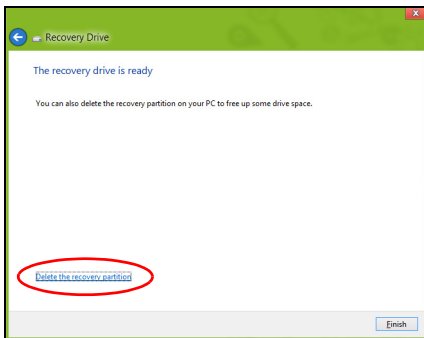 Recovery Drive
The recovery drive is ready
You can also delete the recovery partition on your PC to free up some drive space.
Delete the recovery partition
Finish